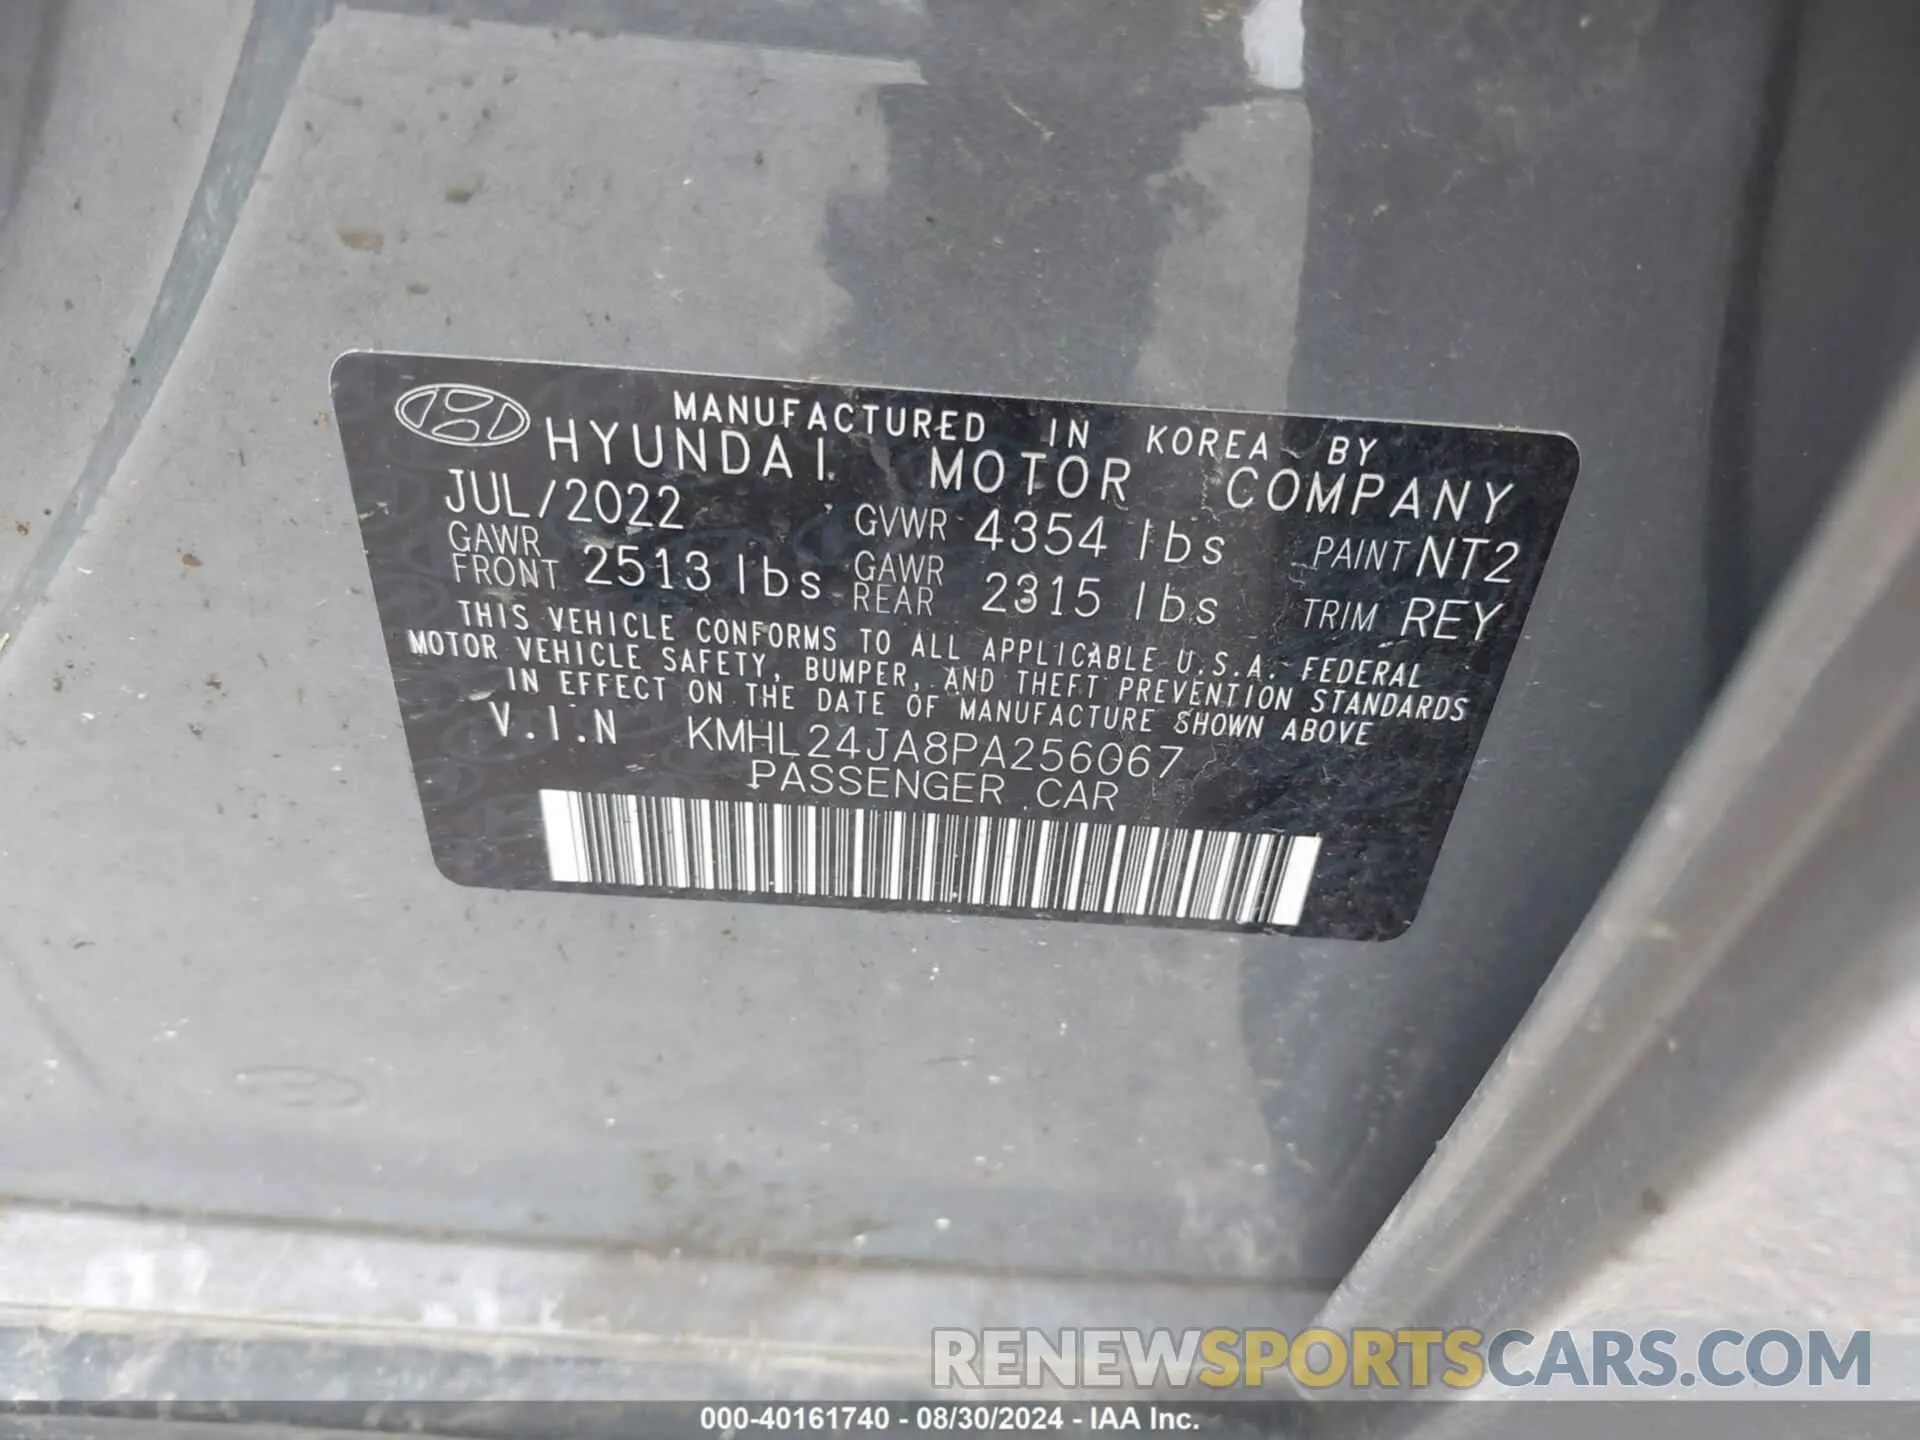 MANUFACTURED IN KOREA BY
HYUNDAI MOTOR COMPANY
JUL/2022 GVWR 4354 lbs PAINT NT2
GAWR FRONT 2513 lbs GAWR REAR 2315 lbs TRIM REY
THIS VEHICLE CONFORMS TO ALL APPLICABLE U.S.A. FEDERAL
MOTOR VEHICLE SAFETY, BUMPER, AND THEFT PREVENTION STANDARDS
IN EFFECT ON THE DATE OF MANUFACTURE SHOWN ABOVE
V.I.N KMHL24JA8PA256067
PASSENGER CAR
RENEWSPORTSCARS.COM
000-40161740 - 08/30/2024 - IAA Inc.